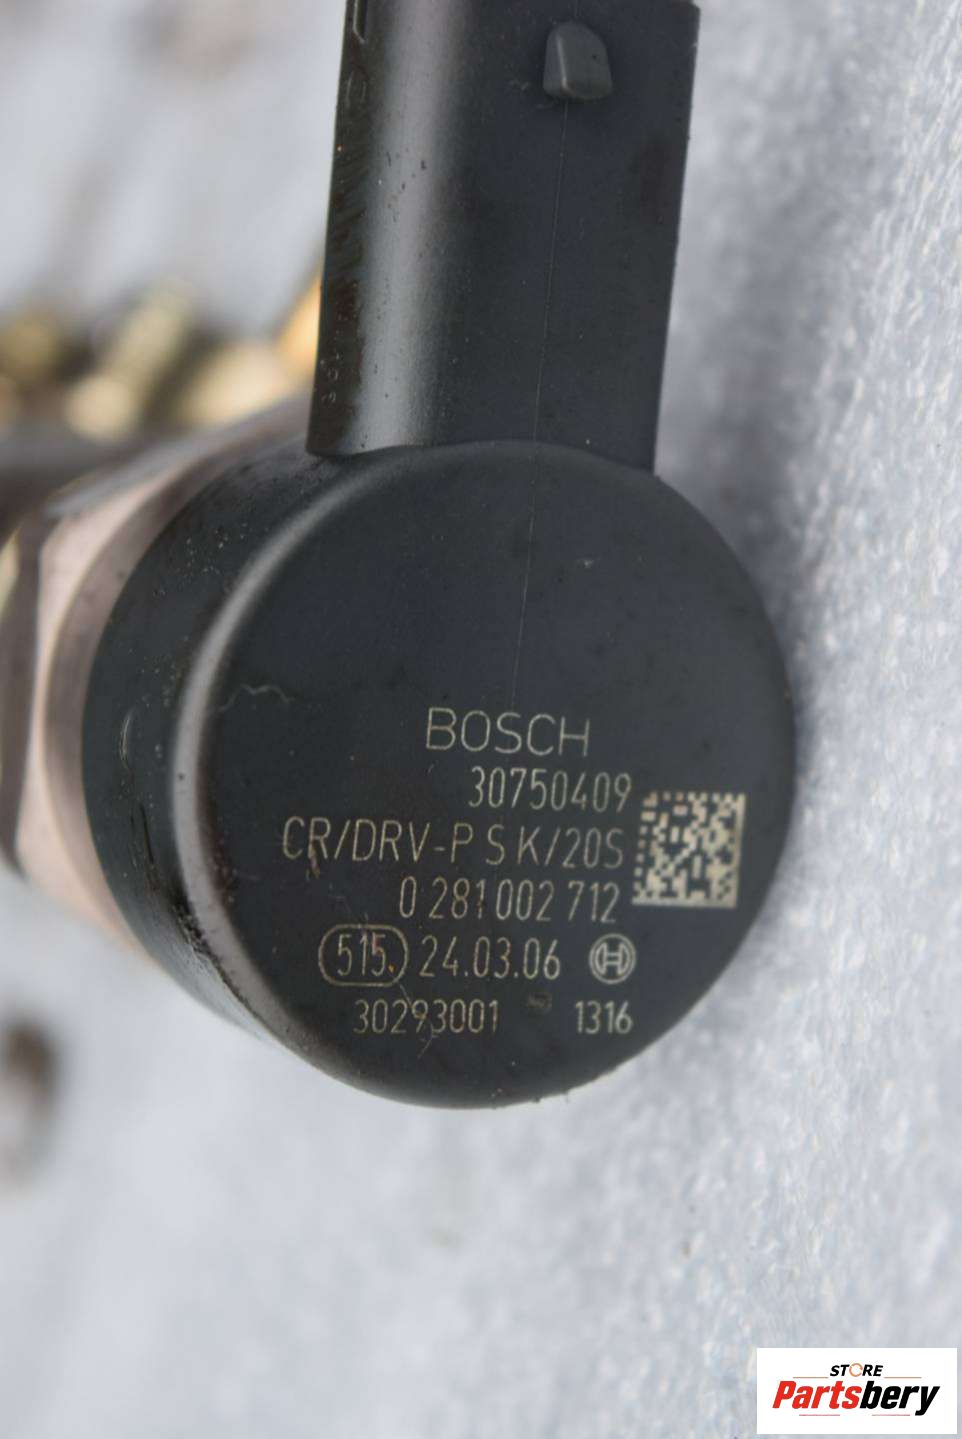 BOSCH
30750409
CR/DRV-P S K/20S
0 281 002 712
515. 24.03.06
30293001 1316
STORE
Partsbery